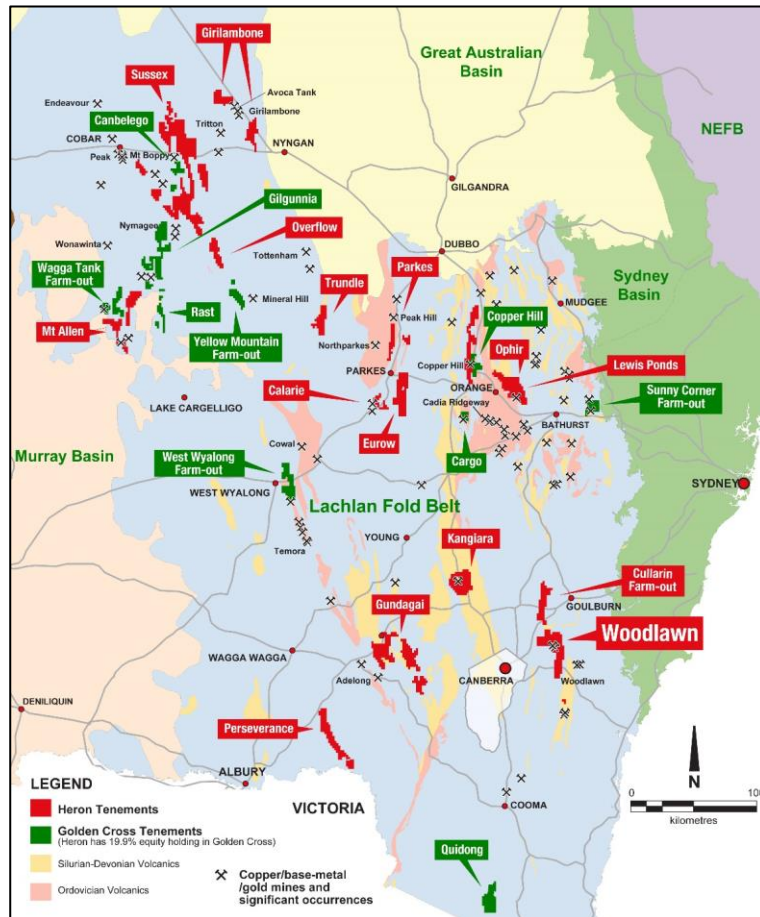 Girilambone
Great Australian
Basin
Sussex
NEFB
Endeavour
Avoca Tank
Canbelego
Tritton
Girilambone
COBAR
Peak
Mt Boppy
NYNGAN
GILGANDRA
Gilgunnia
Nymagee
Overflow
Wonawinta
Tottenham
DUBBO
Sydney
Basin
Wagga Tank
Farm-out
Trundle
Parkes
MUDGEE
Mineral Hill
Rast
Peak Hill
Copper Hill
Mt Allen
Yellow Mountain
Farm-out
Northparkes
Ophir
Copper Hill
Lewis Ponds
PARKES
ORANGE
Sunny Corner
Farm-out
Calarie
Cadia Ridgeway
LAKE CARGELLIGO
BATHURST
Eurow
Cowal
Cargo
Murray Basin
West Wyalong
Farm-out
WEST WYALONG
SYDNEY
Lachlan Fold Belt
Temora
YOUNG
Kangiara
Cullarin
Farm-out
GOULBURN
Gundagai
Woodlawn
WAGGA WAGGA
CANBERRA
Woodlawn
Adelong
DENILIQUIN
Perseverance
ALBURY
N
LEGEND
VICTORIA
COOMA
0
100
kilometres
Heron Tenements
Golden Cross Tenements
(Heron has 19.9% equity holding in Golden Cross)
Quidong
Silurian-Devonian Volcanics
Copper/base-metal
/gold mines and
significant occurrences
Ordovician Volcanics